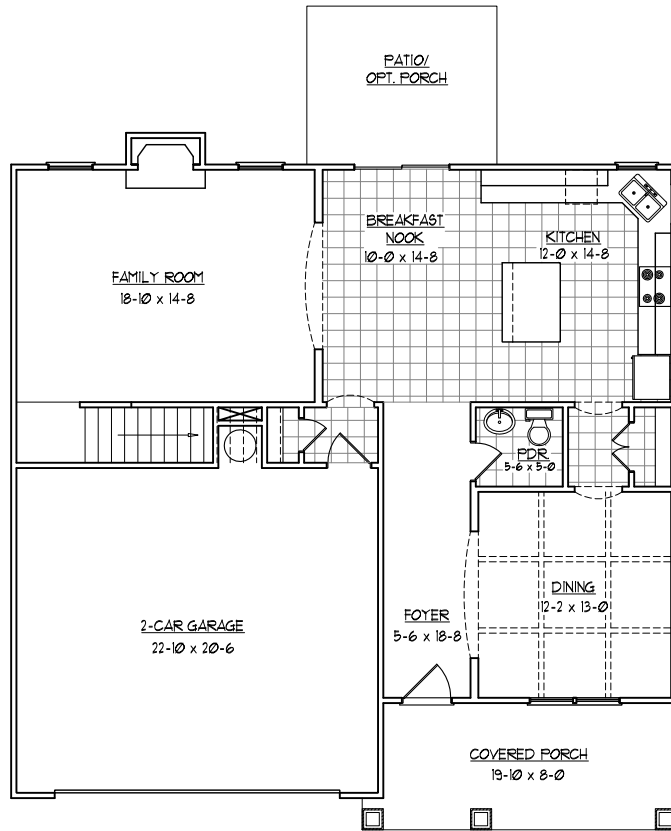 PATIO/
OPT. PORCH
BREAKFAST
NOOK
10-0 x 14-8
KITCHEN
12-0 x 14-8
FAMILY ROOM
18-10 x 14-8
PDR
5-6 x 5-0
DINING
12-2 x 13-0
FOYER
5-6 x 18-8
2-CAR GARAGE
22-10 x 20-6
COVERED PORCH
19-10 x 8-0